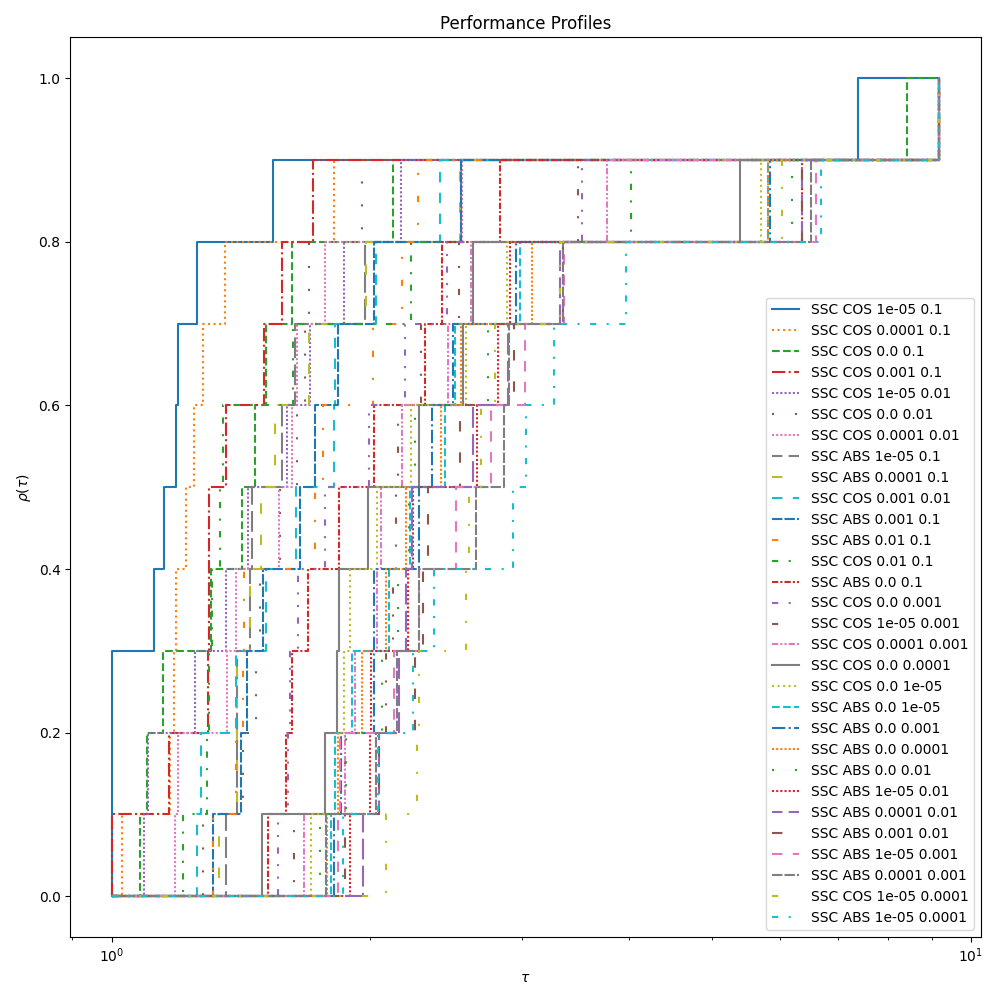 Performance Profiles
1.0
0.8
0.6
0.4
0.2
0.0
ρ(τ)
10⁰
10¹
τ
SSC COS 1e-05 0.1
SSC COS 0.0001 0.1
SSC COS 0.0 0.1
SSC COS 0.001 0.1
SSC COS 1e-05 0.01
SSC COS 0.0 0.01
SSC COS 0.0001 0.01
SSC ABS 1e-05 0.1
SSC ABS 0.0001 0.1
SSC COS 0.001 0.01
SSC ABS 0.001 0.1
SSC ABS 0.01 0.1
SSC COS 0.01 0.1
SSC ABS 0.0 0.1
SSC COS 0.0 0.001
SSC COS 1e-05 0.001
SSC COS 0.0001 0.001
SSC COS 0.0 0.0001
SSC COS 0.0 1e-05
SSC ABS 0.0 1e-05
SSC ABS 0.0 0.001
SSC ABS 0.0 0.0001
SSC ABS 0.0 0.01
SSC ABS 1e-05 0.01
SSC ABS 0.0001 0.01
SSC ABS 0.001 0.01
SSC ABS 1e-05 0.001
SSC ABS 0.0001 0.001
SSC COS 1e-05 0.0001
SSC ABS 1e-05 0.0001